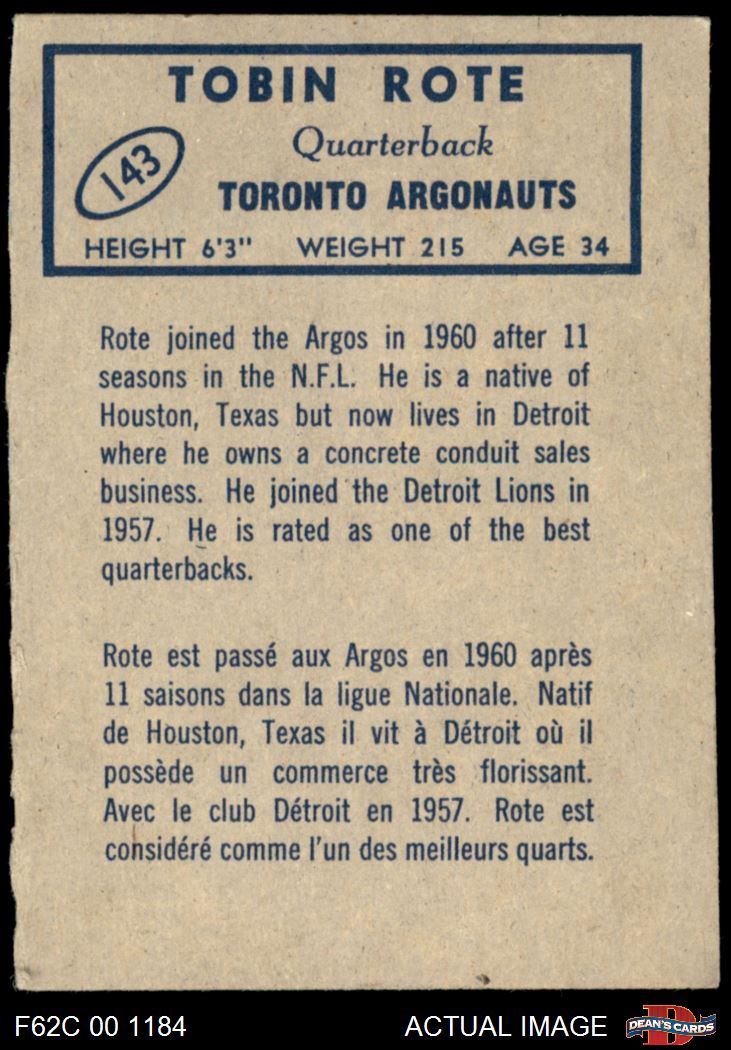 TOBIN ROTE
Quarterback
143
TORONTO ARGONAUTS
HEIGHT 6'3" WEIGHT 215 AGE 34
Rote joined the Argos in 1960 after 11
seasons in the N.F.L. He is a native of
Houston, Texas but now lives in Detroit
where he owns a concrete conduit sales
business. He joined the Detroit Lions in
1957. He is rated as one of the best
quarterbacks.
Rote est passé aux Argos en 1960 après
11 saisons dans la ligue Nationale. Natif
de Houston, Texas il vit à Détroit où il
possède un commerce très florissant.
Avec le club Détroit en 1957. Rote est
considéré comme l'un des meilleurs quarts.
F62C 00 1184 ACTUAL IMAGE
D
DEAN'S CARDS